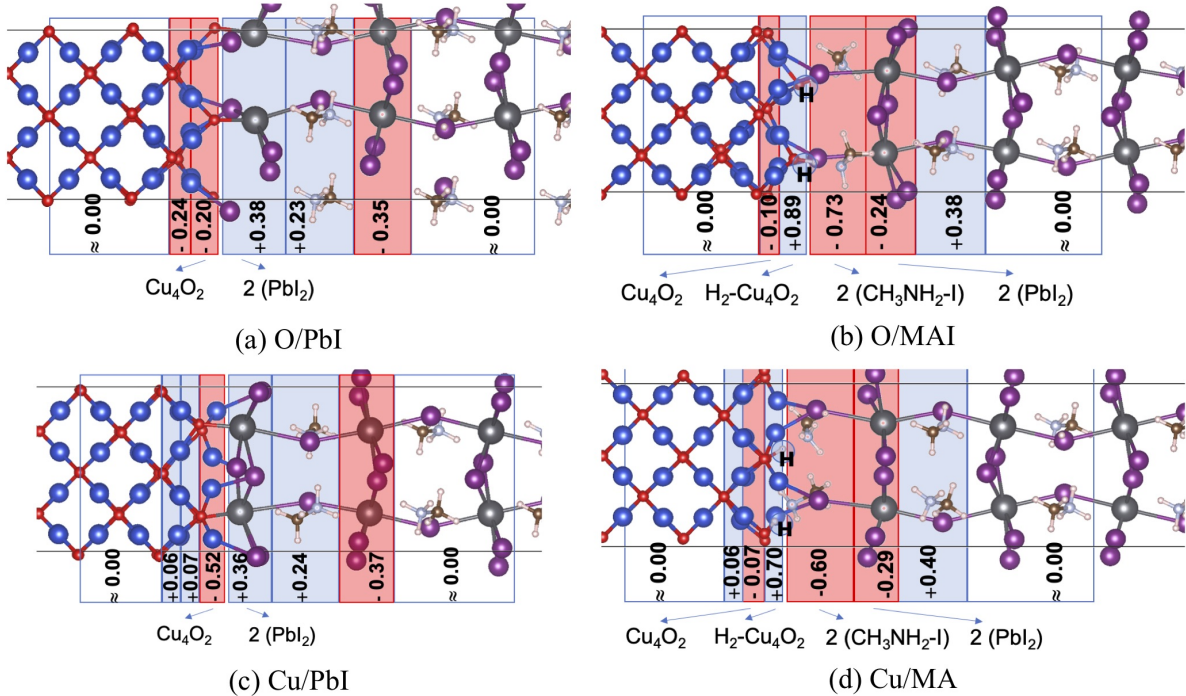 ≈ 0.00
- 0.24
- 0.20
+0.38
+0.23
- 0.35
≈ 0.00
Cu₄O₂
2 (PbI₂)
(a) O/PbI
H
H
≈ 0.00
- 0.10
+0.89
- 0.73
- 0.24
+0.38
≈ 0.00
Cu₄O₂
H₂-Cu₄O₂
2 (CH₃NH₂-I)
2 (PbI₂)
(b) O/MAI
≈ 0.00
+0.06
+0.07
- 0.52
+0.36
+0.24
- 0.37
≈ 0.00
Cu₄O₂
2 (PbI₂)
(c) Cu/PbI
H
H
≈ 0.00
+0.06
- 0.07
+0.70
-0.60
-0.29
+0.40
≈ 0.00
Cu₄O₂
H₂-Cu₄O₂
2 (CH₃NH₂-I)
2 (PbI₂)
(d) Cu/MA